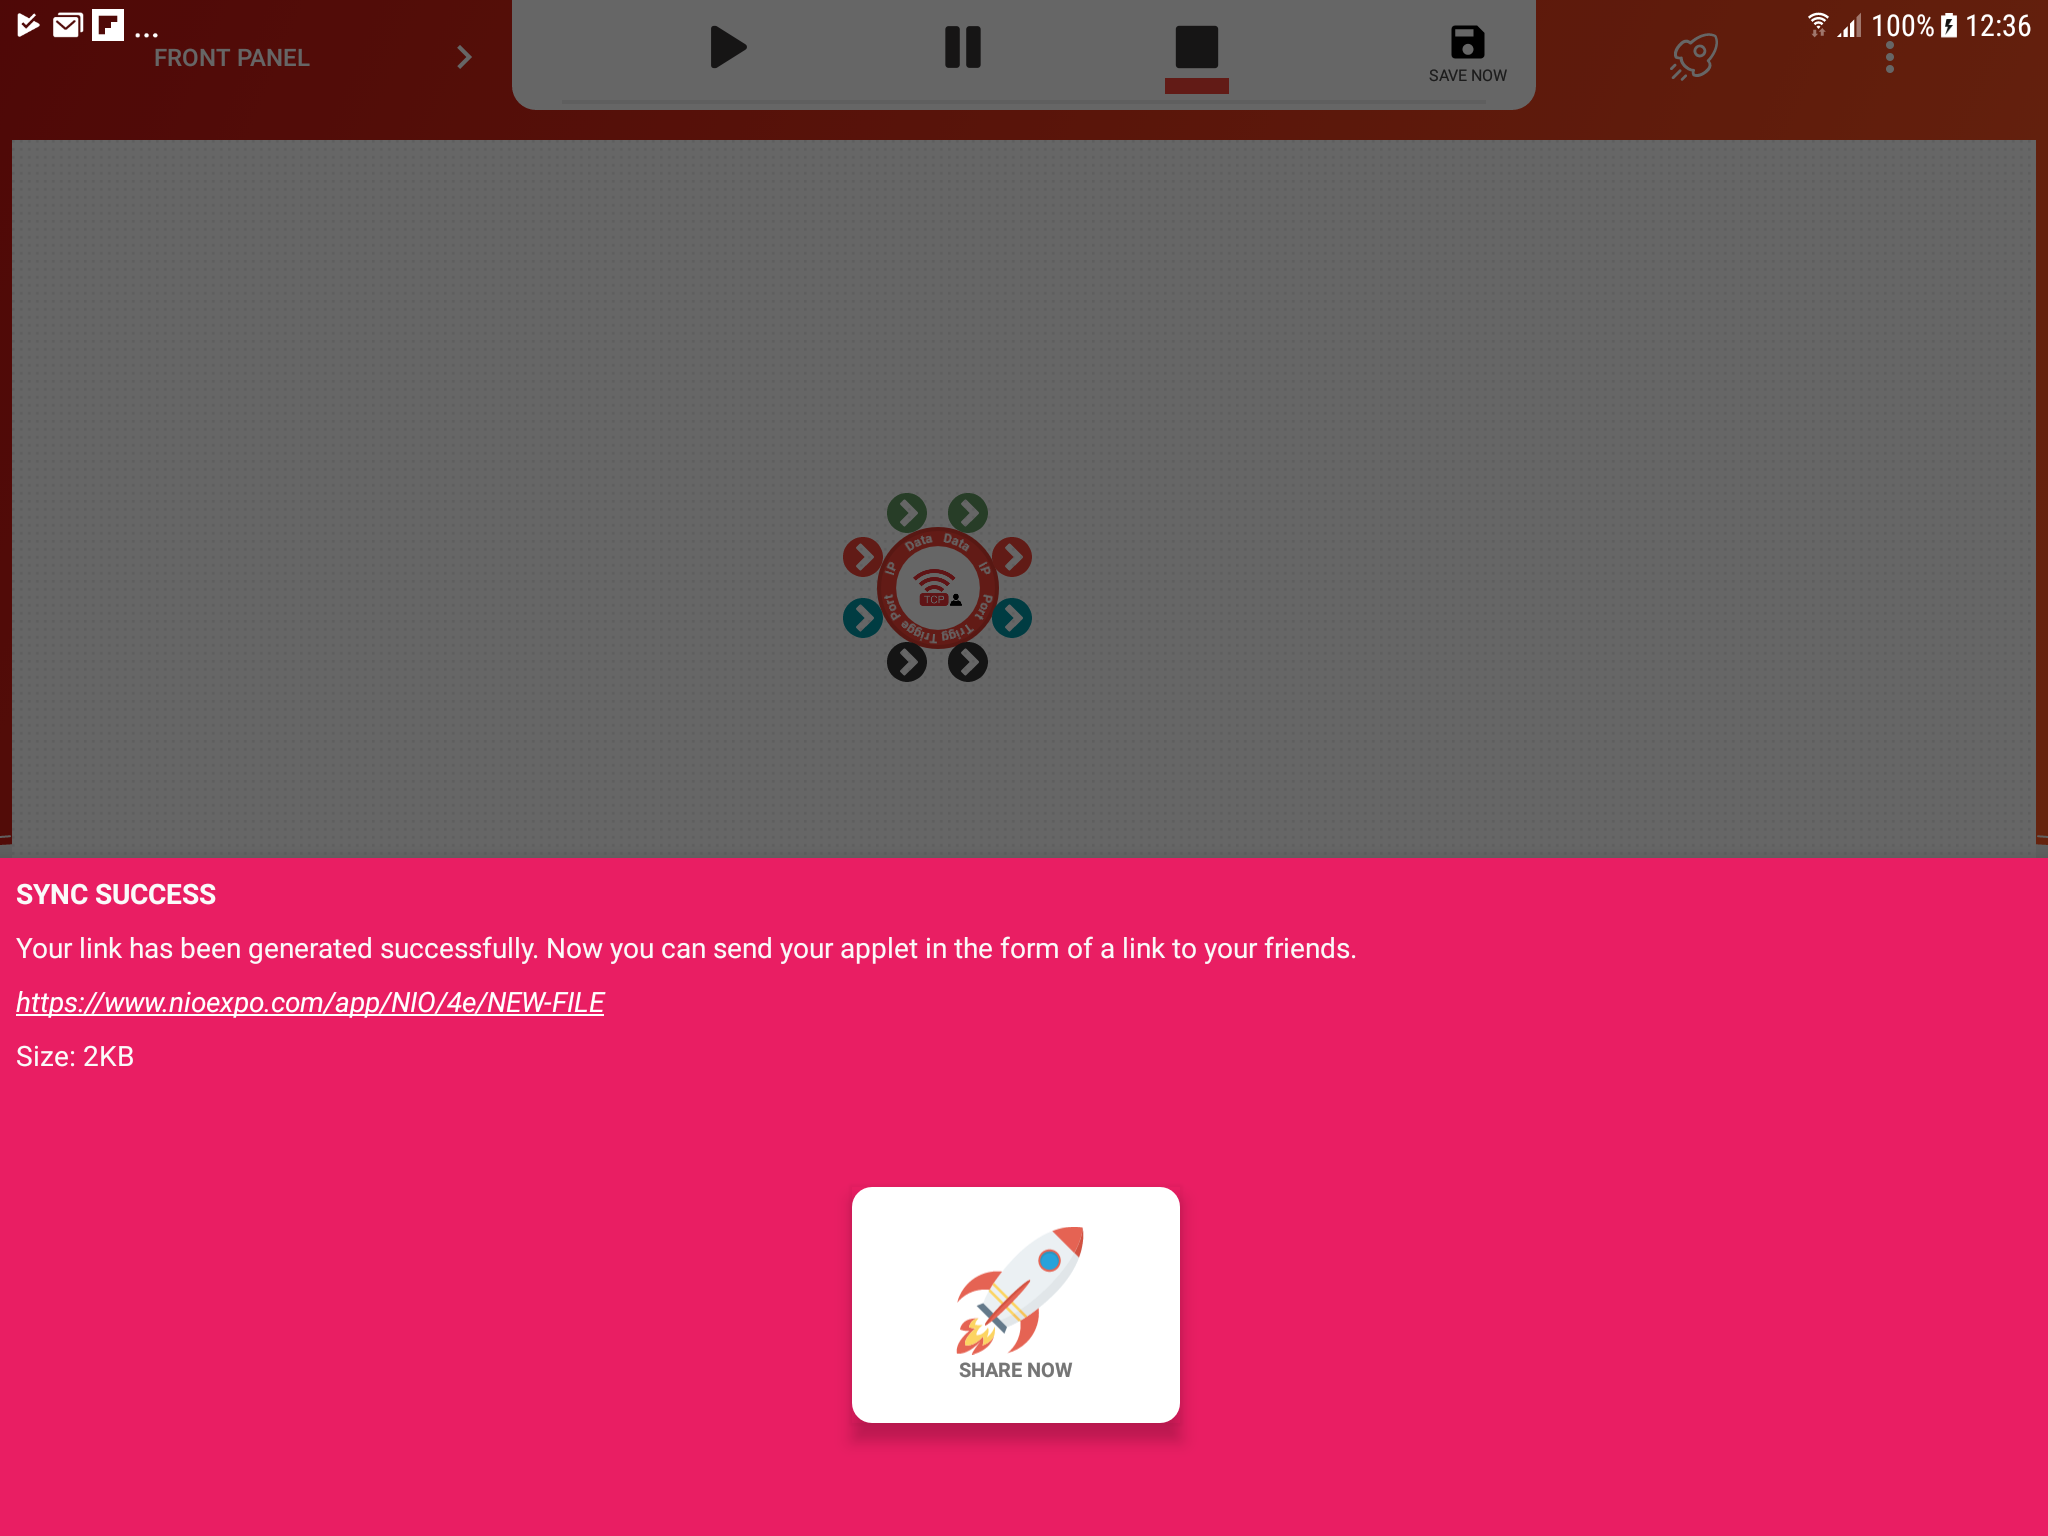 ...
100% 12:36
FRONT PANEL
SAVE NOW
Data Data
IP IP
TCP
Port Port
Trigge Trigg
SYNC SUCCESS
Your link has been generated successfully. Now you can send your applet in the form of a link to your friends.
https://www.nioexpo.com/app/NIO/4e/NEW-FILE
Size: 2KB
SHARE NOW